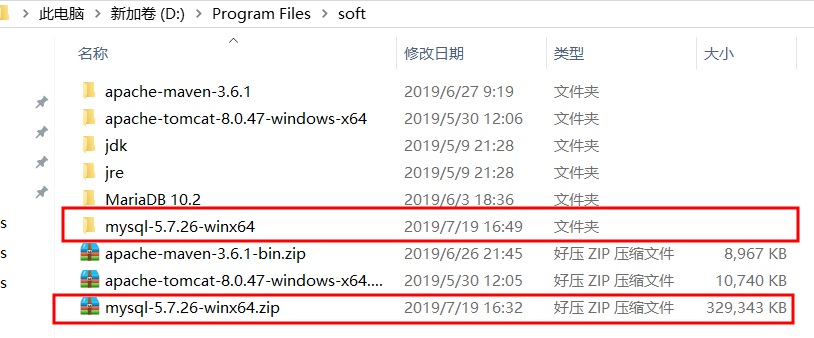 此电脑 > 新加卷 (D:) > Program Files > soft
名称 修改日期 类型 大小
apache-maven-3.6.1 2019/6/27 9:19 文件夹
apache-tomcat-8.0.47-windows-x64 2019/5/30 12:06 文件夹
jdk 2019/5/9 21:28 文件夹
jre 2019/5/9 21:28 文件夹
MariaDB 10.2 2019/6/3 18:36 文件夹
s mysql-5.7.26-winx64 2019/7/19 16:49 文件夹
s apache-maven-3.6.1-bin.zip 2019/6/26 21:45 好压 ZIP 压缩文件 8,967 KB
s apache-tomcat-8.0.47-windows-x64.... 2019/5/30 12:05 好压 ZIP 压缩文件 10,740 KB
mysql-5.7.26-winx64.zip 2019/7/19 16:32 好压 ZIP 压缩文件 329,343 KB